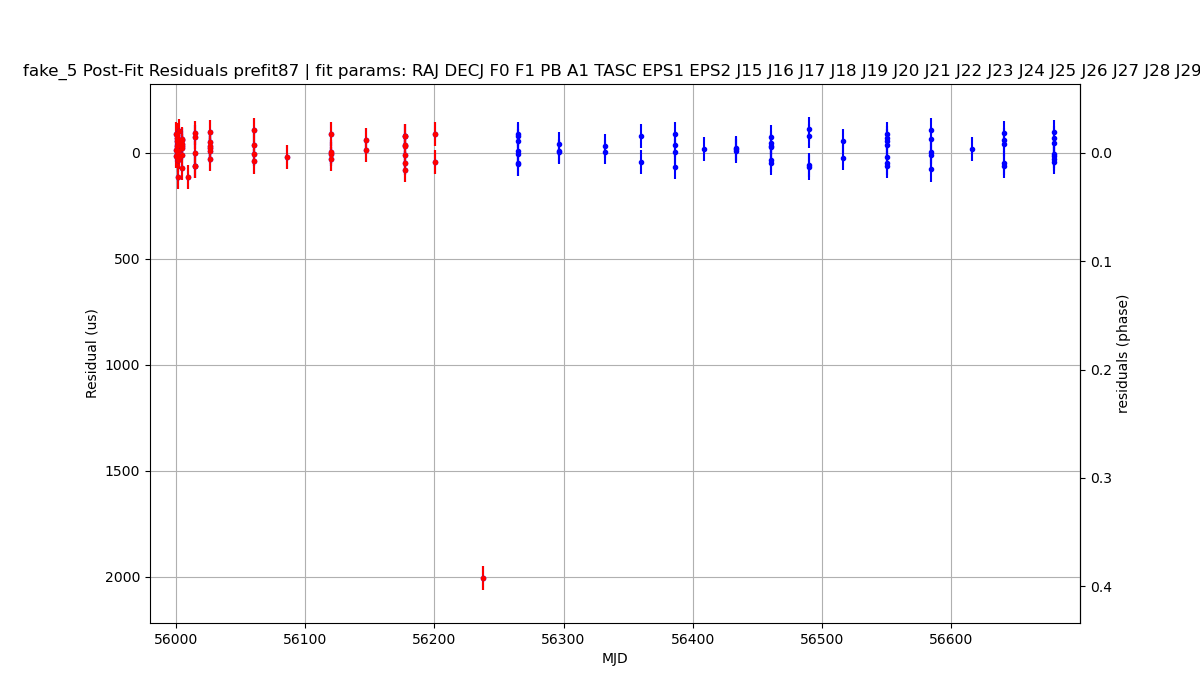 fake_5 Post-Fit Residuals prefit87 | fit params: RAJ DECJ F0 F1 PB A1 TASC EPS1 EPS2 J15 J16 J17 J18 J19 J20 J21 J22 J23 J24 J25 J26 J27 J28 J29
0
500
1000
1500
2000
Residual (us)
0.0
0.1
0.2
0.3
0.4
residuals (phase)
56000 56100 56200 56300 56400 56500 56600
MJD